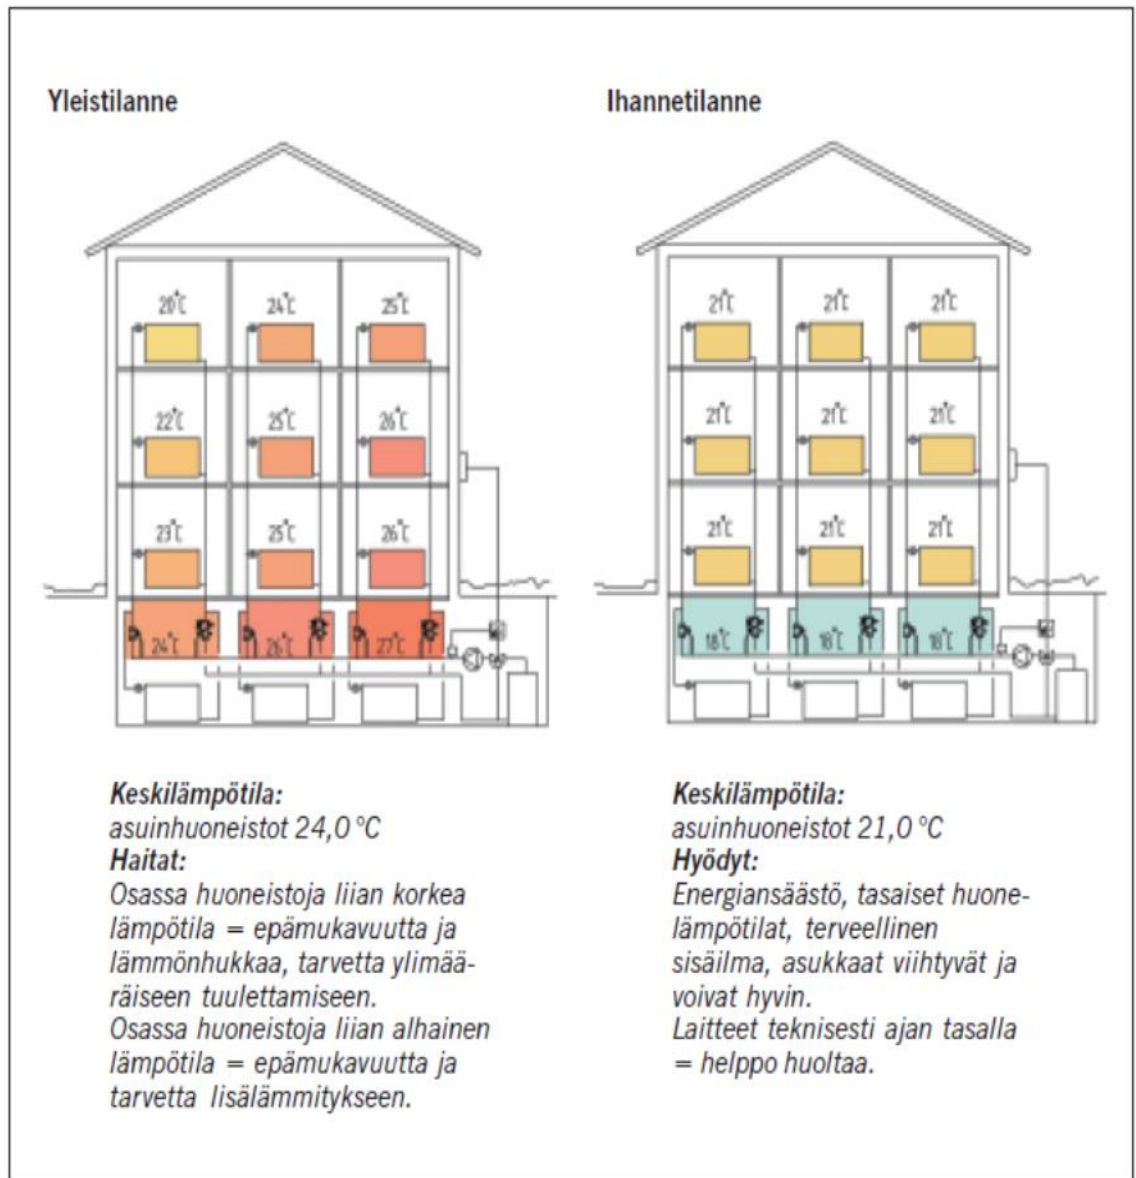 Yleistilanne
Ihannetilanne
20°C 24°C 25°C
22°C 25°C 26°C
23°C 25°C 26°C
24°C 26°C 27°C
21°C 21°C 21°C
21°C 21°C 21°C
21°C 21°C 21°C
18°C 18°C 18°C
Keskilämpötila:
asuinhuoneistot 24,0 ºC
Haitat:
Osassa huoneistoja liian korkea
lämpötila = epämukavuutta ja
lämmönhukkaa, tarvetta ylimää-
räiseen tuulettamiseen.
Osassa huoneistoja liian alhainen
lämpötila = epämukavuutta ja
tarvetta lisälämmitykseen.
Keskilämpötila:
asuinhuoneistot 21,0 ºC
Hyödyt:
Energiansäästö, tasaiset huone-
lämpötilat, terveellinen
sisäilma, asukkaat viihtyvät ja
voivat hyvin.
Laitteet teknisesti ajan tasalla
= helppo huoltaa.